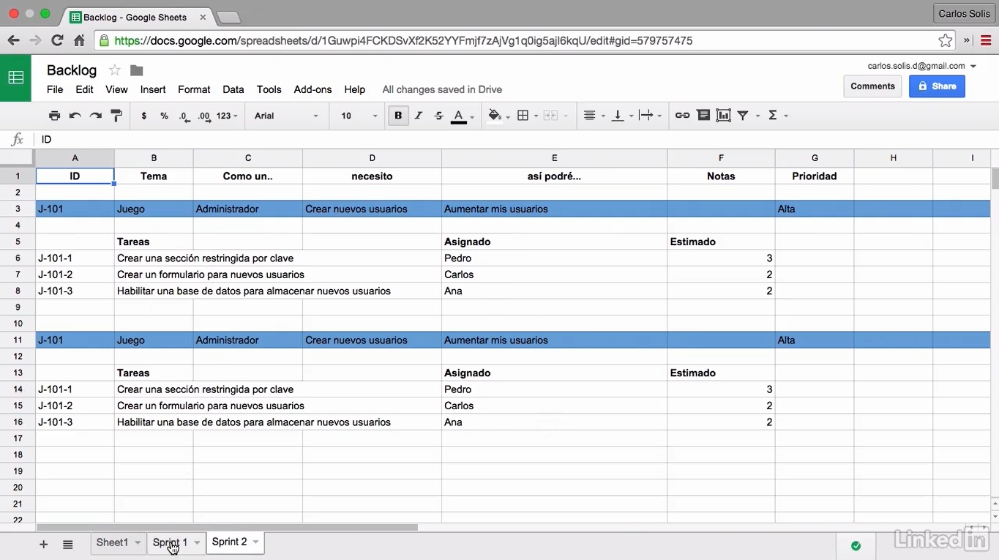 Backlog - Google Sheets
Carlos Solis
https://docs.google.com/spreadsheets/d/1Guwpi4FCKDSvXf2K52YYFmjf7zAjVg1q0ig5ajI6kqU/edit#gid=579757475
Backlog
carlos.solis.d@gmail.com
File Edit View Insert Format Data Tools Add-ons Help All changes saved in Drive
Comments Share
$ % .0 .00 123 Arial 10 B I S A Σ
fx ID
A B C D E F G H I
1 ID Tema Como un.. necesito así podré... Notas Prioridad
2
3 J-101 Juego Administrador Crear nuevos usuarios Aumentar mis usuarios Alta
4
5 Tareas Asignado Estimado
6 J-101-1 Crear una sección restringida por clave Pedro 3
7 J-101-2 Crear un formulario para nuevos usuarios Carlos 2
8 J-101-3 Habilitar una base de datos para almacenar nuevos usuarios Ana 2
9
10
11 J-101 Juego Administrador Crear nuevos usuarios Aumentar mis usuarios Alta
12
13 Tareas Asignado Estimado
14 J-101-1 Crear una sección restringida por clave Pedro 3
15 J-101-2 Crear un formulario para nuevos usuarios Carlos 2
16 J-101-3 Habilitar una base de datos para almacenar nuevos usuarios Ana 2
17
18
19
20
21
22
Sheet1 Sprint 1 Sprint 2
LinkedIn